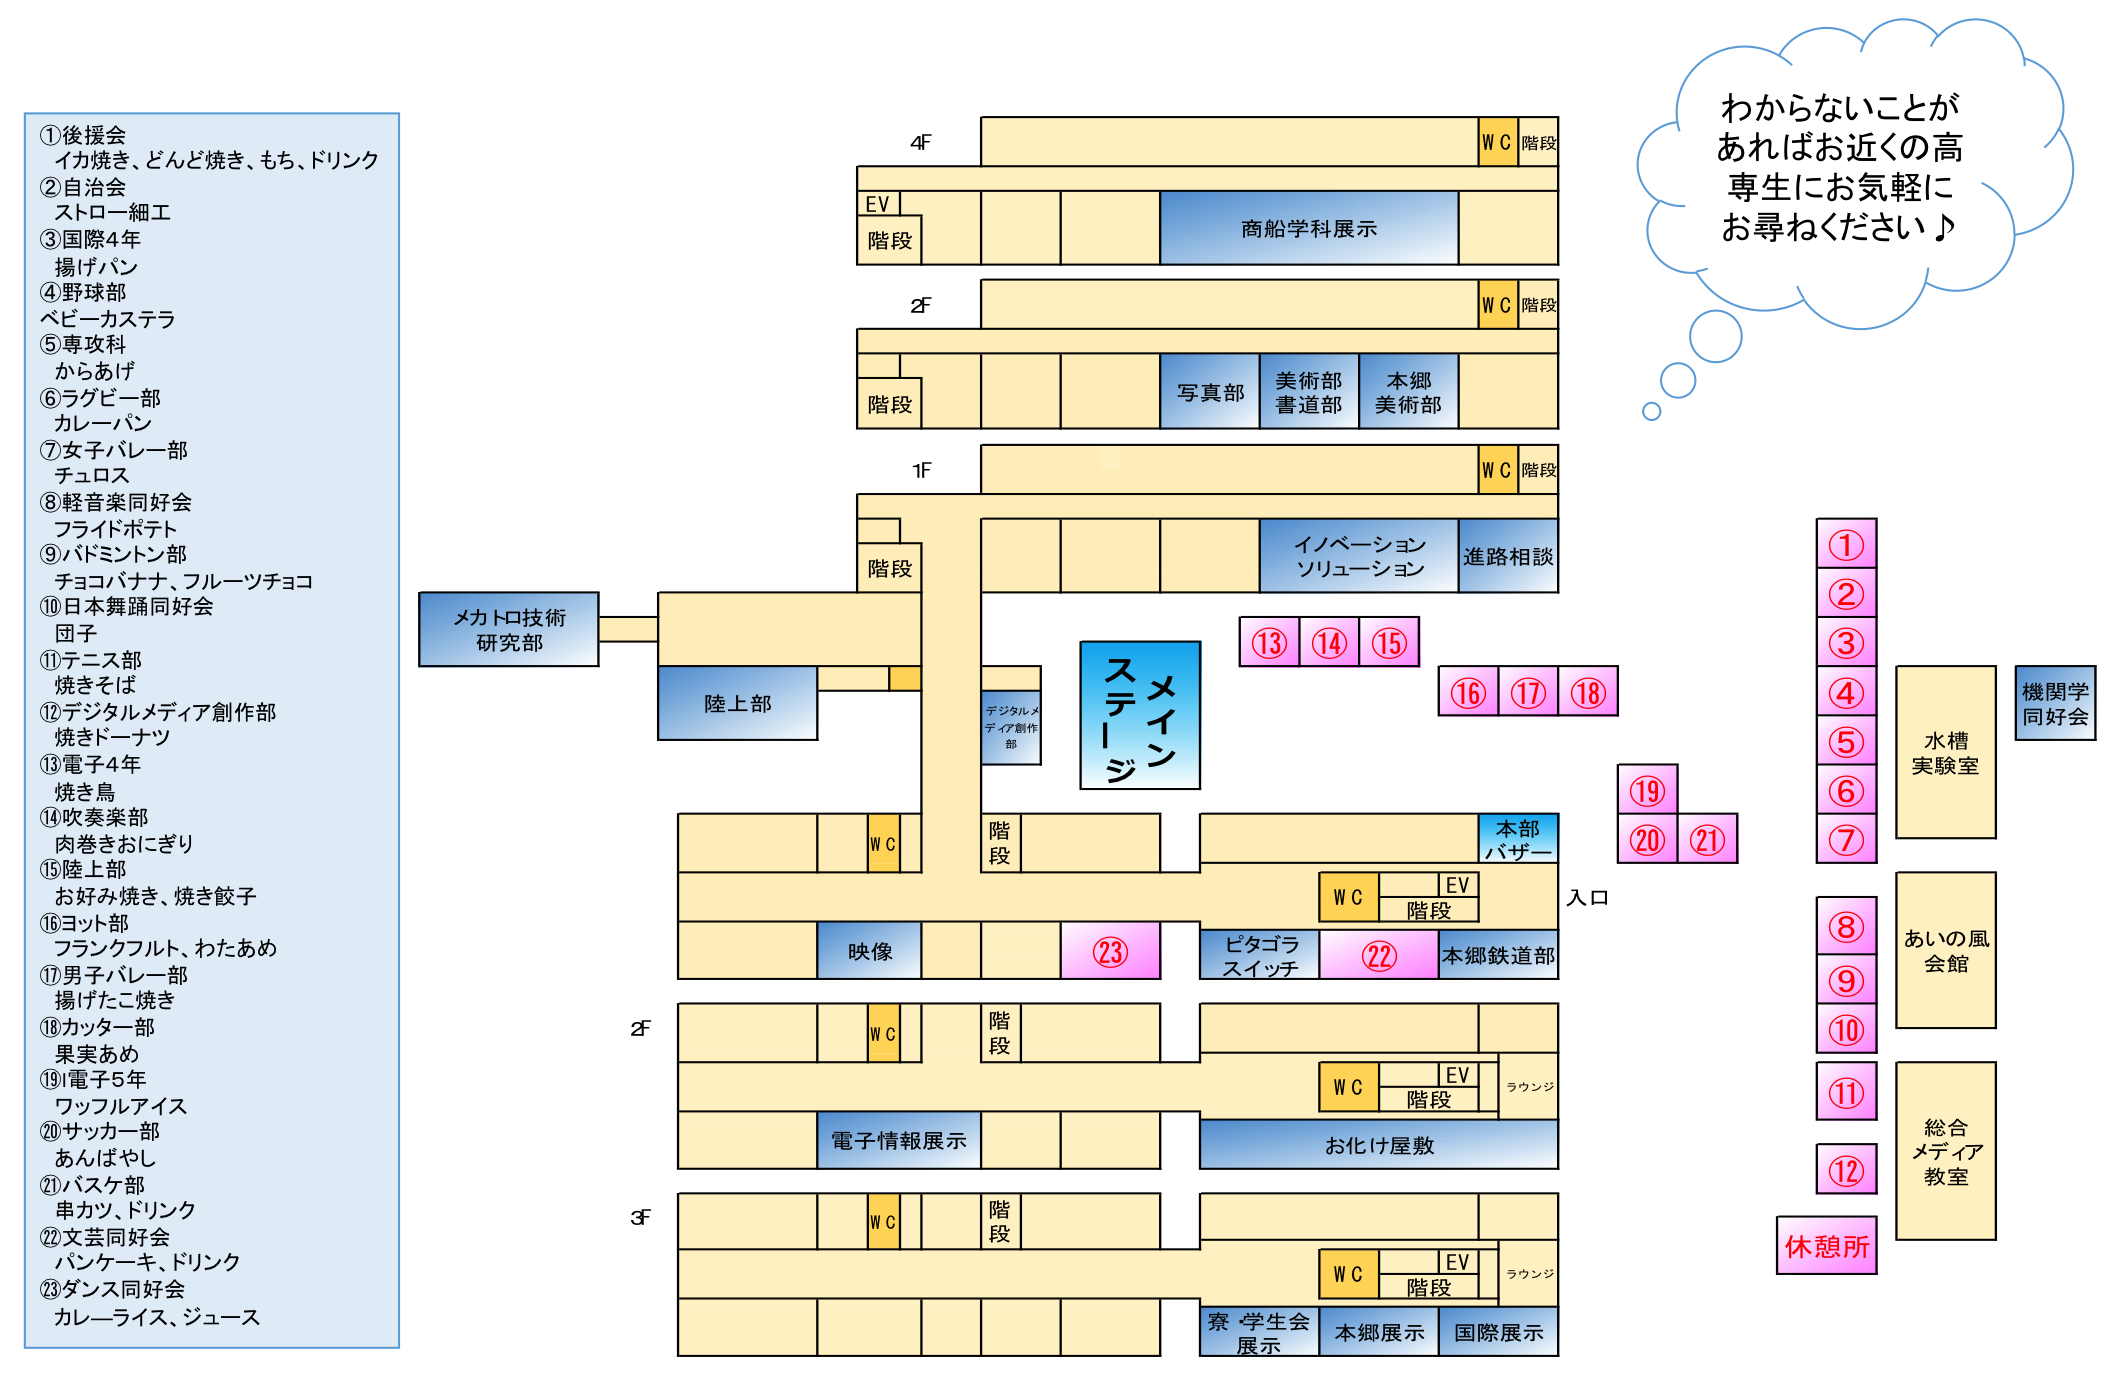 ①後援会
イカ焼き、どんど焼き、もち、ドリンク
②自治会
ストロー細工
③国際4年
揚げパン
④野球部
ベビーカステラ
⑤専攻科
からあげ
⑥ラグビー部
カレーパン
⑦女子バレー部
チュロス
⑧軽音楽同好会
フライドポテト
⑨バドミントン部
チョコバナナ、フルーツチョコ
⑩日本舞踊同好会
団子
⑪テニス部
焼きそば
⑫デジタルメディア創作部
焼きドーナツ
⑬電子4年
焼き鳥
⑭吹奏楽部
肉巻きおにぎり
⑮陸上部
お好み焼き、焼き餃子
⑯ヨット部
フランクフルト、わたあめ
⑰男子バレー部
揚げたこ焼き
⑱カッター部
果実あめ
⑲I電子5年
ワッフルアイス
⑳サッカー部
あんばやし
㉑バスケ部
串カツ、ドリンク
㉒文芸同好会
パンケーキ、ドリンク
㉓ダンス同好会
カレーライス、ジュース
わからないことが
あればお近くの高
専生にお気軽に
お尋ねください♪
4F
WC
階段
EV
階段
商船学科展示
2F
WC
階段
階段
写真部
美術部
書道部
本郷
美術部
1F
WC
階段
階段
イノベーション
ソリューション
進路相談
メカトロ技術
研究部
陸上部
デジタルメ
ディア創作
部
メイン
ステージ
⑬
⑭
⑮
⑯
⑰
⑱
⑲
⑳
㉑
①
②
③
④
⑤
⑥
⑦
水槽
実験室
機関学
同好会
WC
階
段
本部
バザー
WC
EV
階段
入口
映像
㉓
ピタゴラ
スイッチ
㉒
本郷鉄道部
⑧
⑨
⑩
あいの風
会館
2F
WC
階
段
WC
EV
階段
ラウンジ
電子情報展示
お化け屋敷
⑪
⑫
総合
メディア
教室
休憩所
3F
WC
階
段
WC
EV
階段
ラウンジ
寮・学生会
展示
本郷展示
国際展示